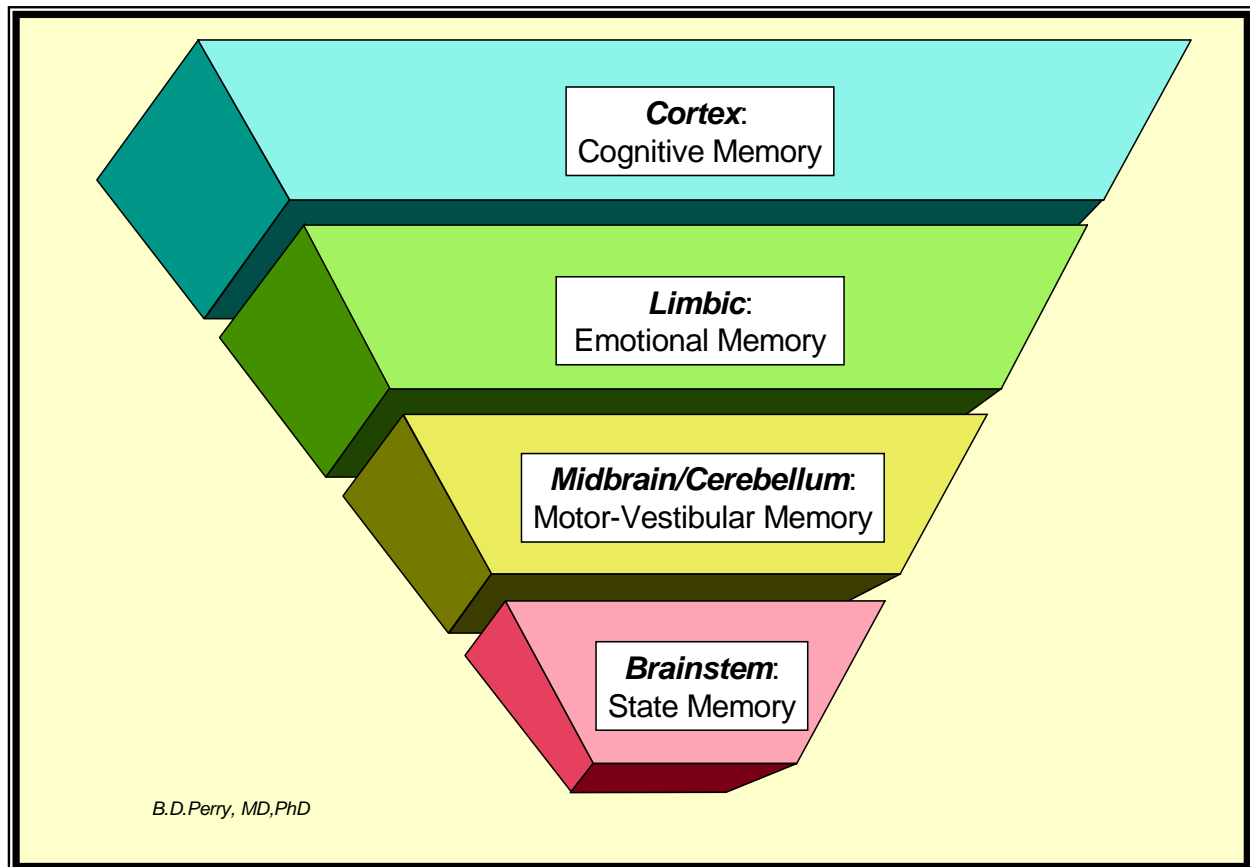 Cortex:
Cognitive Memory
Limbic:
Emotional Memory
Midbrain/Cerebellum:
Motor-Vestibular Memory
Brainstem:
State Memory
B.D.Perry, MD,PhD